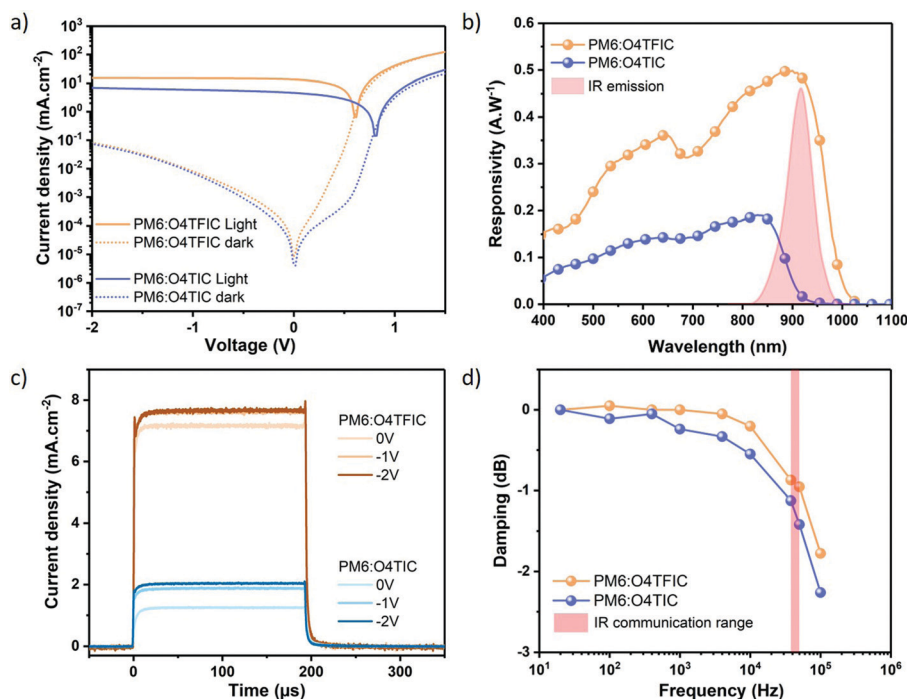 a)
Current density (mA.cm⁻²)
10³
10²
10¹
10⁰
10⁻¹
10⁻²
10⁻³
10⁻⁴
10⁻⁵
10⁻⁶
10⁻⁷
PM6:O4TFIC Light
PM6:O4TFIC dark
PM6:O4TIC Light
PM6:O4TIC dark
-2 -1 0 1
Voltage (V)
b)
Responsivity (A.W⁻¹)
0.6
0.5
0.4
0.3
0.2
0.1
0.0
PM6:O4TFIC
PM6:O4TIC
IR emission
400 500 600 700 800 900 1000 1100
Wavelength (nm)
c)
Current density (mA.cm⁻²)
8
6
4
2
0
PM6:O4TFIC
0V
-1V
-2V
PM6:O4TIC
0V
-1V
-2V
0 100 200 300
Time (µs)
d)
Damping (dB)
0
-1
-2
-3
PM6:O4TFIC
PM6:O4TIC
IR communication range
10¹ 10² 10³ 10⁴ 10⁵ 10⁶
Frequency (Hz)